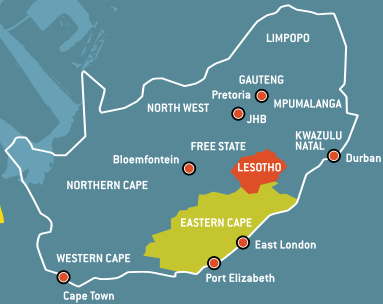 LIMPOPO
GAUTENG
Pretoria
MPUMALANGA
NORTH WEST
JHB
KWAZULU
NATAL
FREE STATE
Bloemfontein
Durban
LESOTHO
NORTHERN CAPE
EASTERN CAPE
East London
WESTERN CAPE
Port Elizabeth
Cape Town